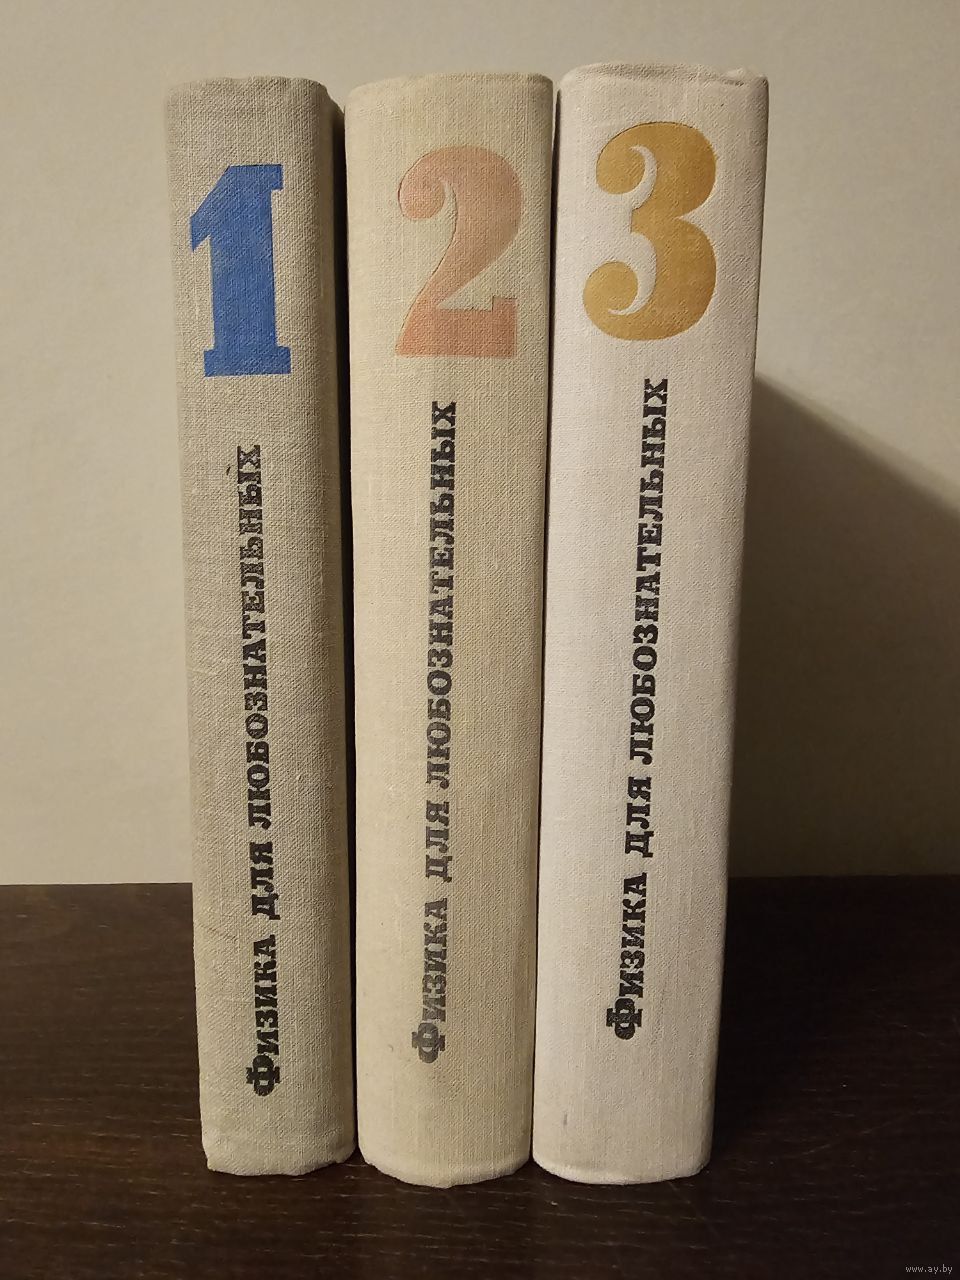 1
Физика для любознательных
2
Физика для любознательных
3
Физика для любознательных
www.ay.by